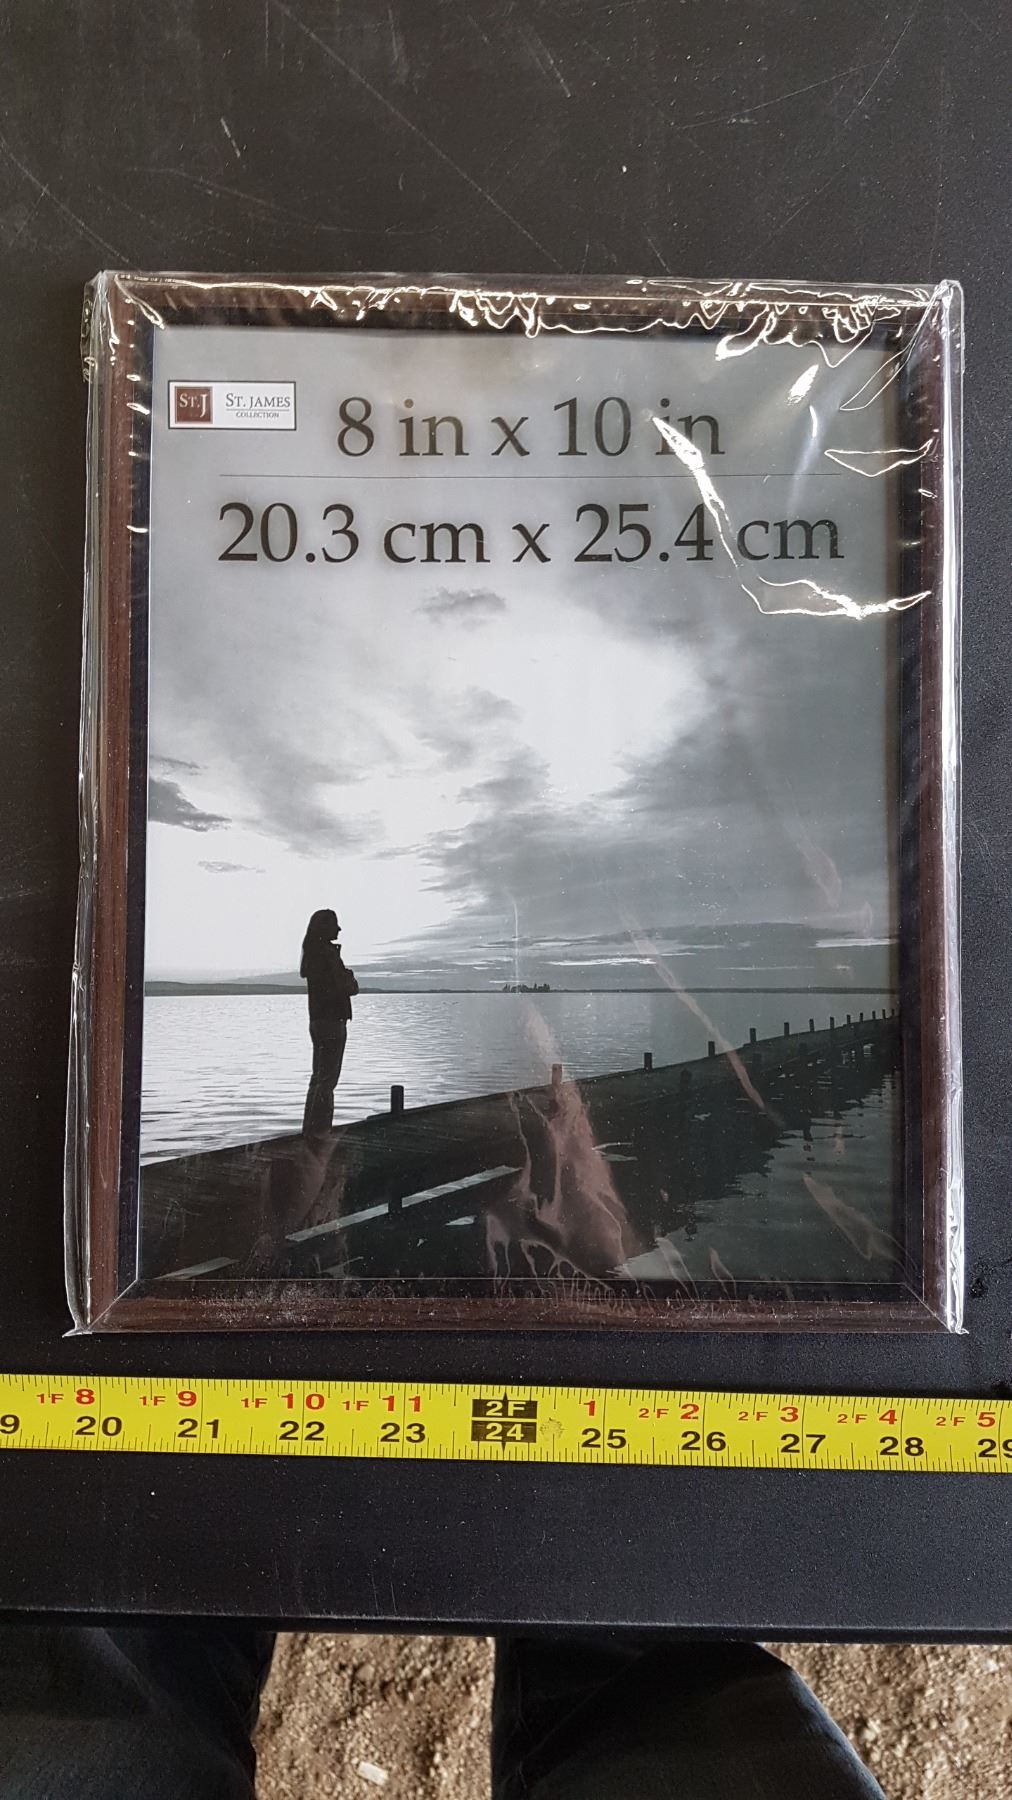 ST.J ST. JAMES
COLLECTION
8 in x 10 in
20.3 cm x 25.4 cm
1F 8 1F 9 1F 10 1F 11 2F 1 2F 2 2F 3 2F 4 2F 5
9 20 21 22 23 24 25 26 27 28 29